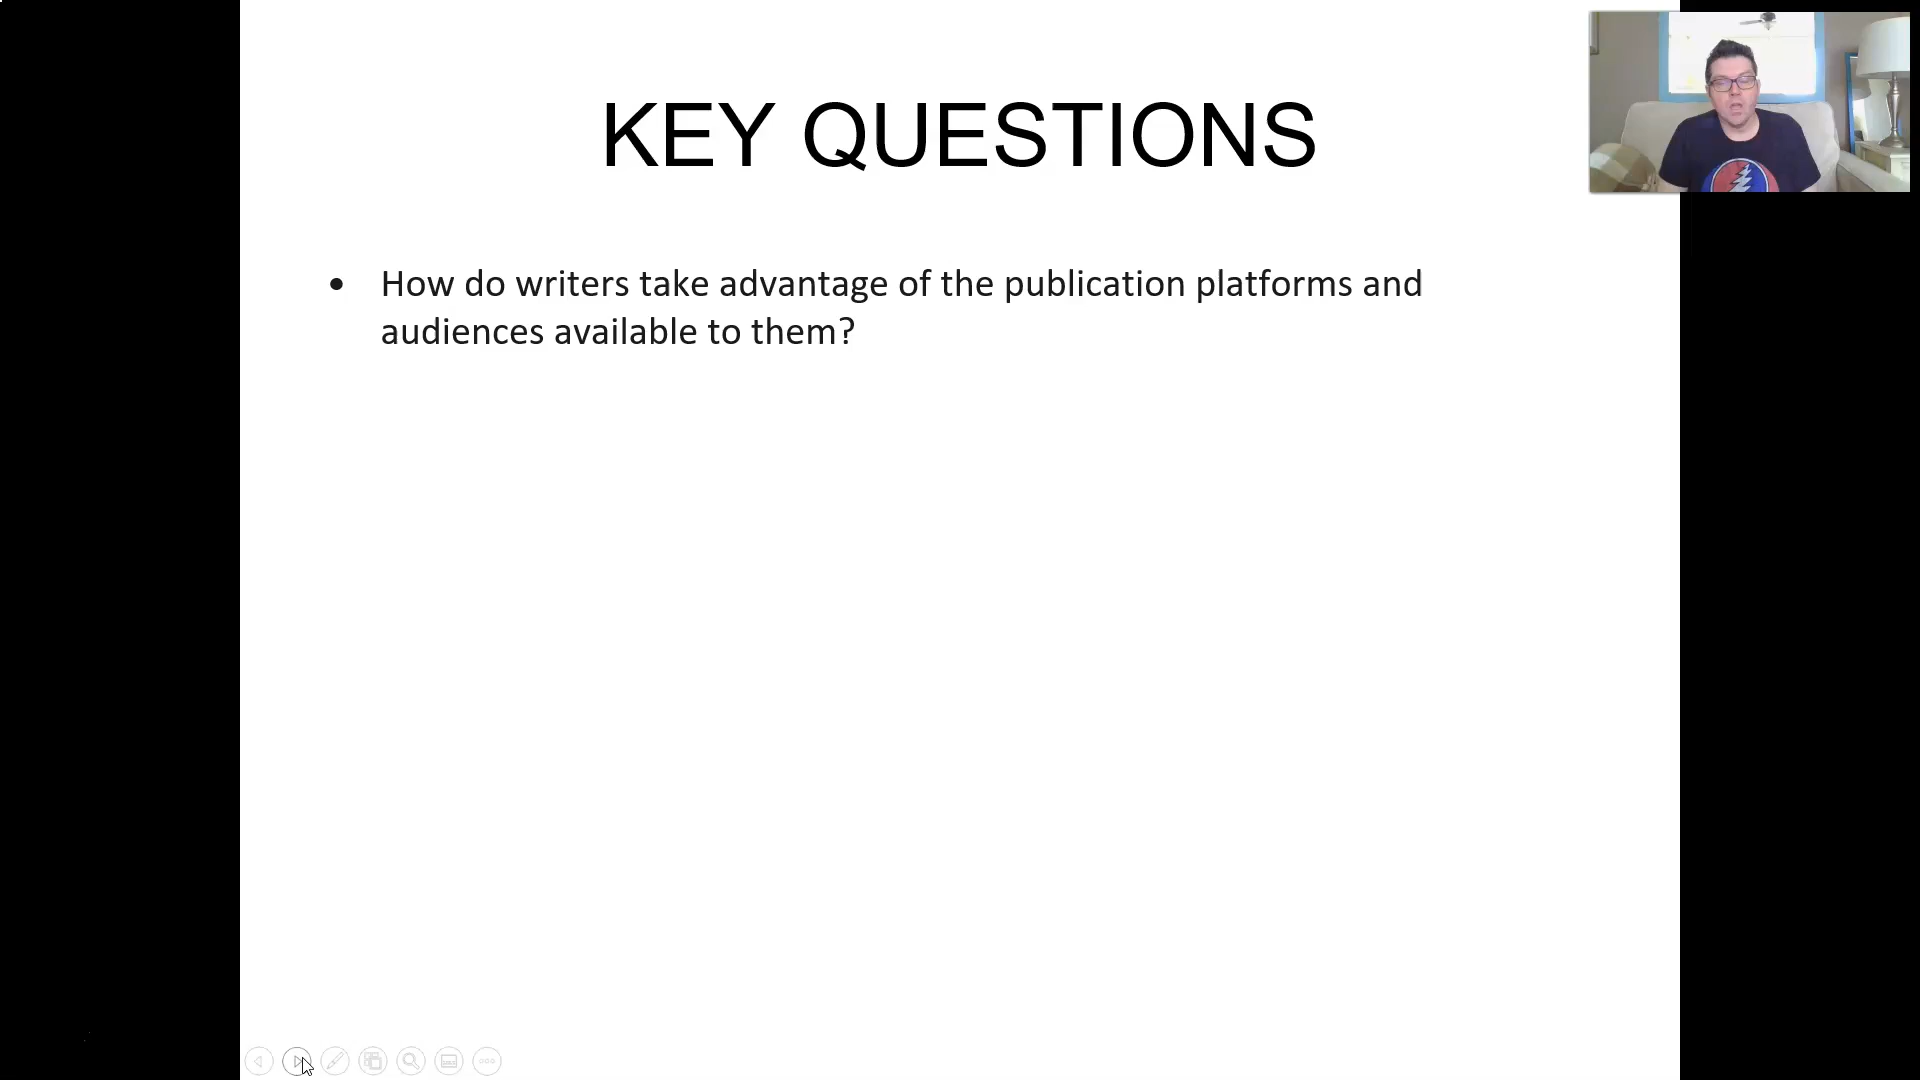 KEY QUESTIONS
• How do writers take advantage of the publication platforms and
audiences available to them?